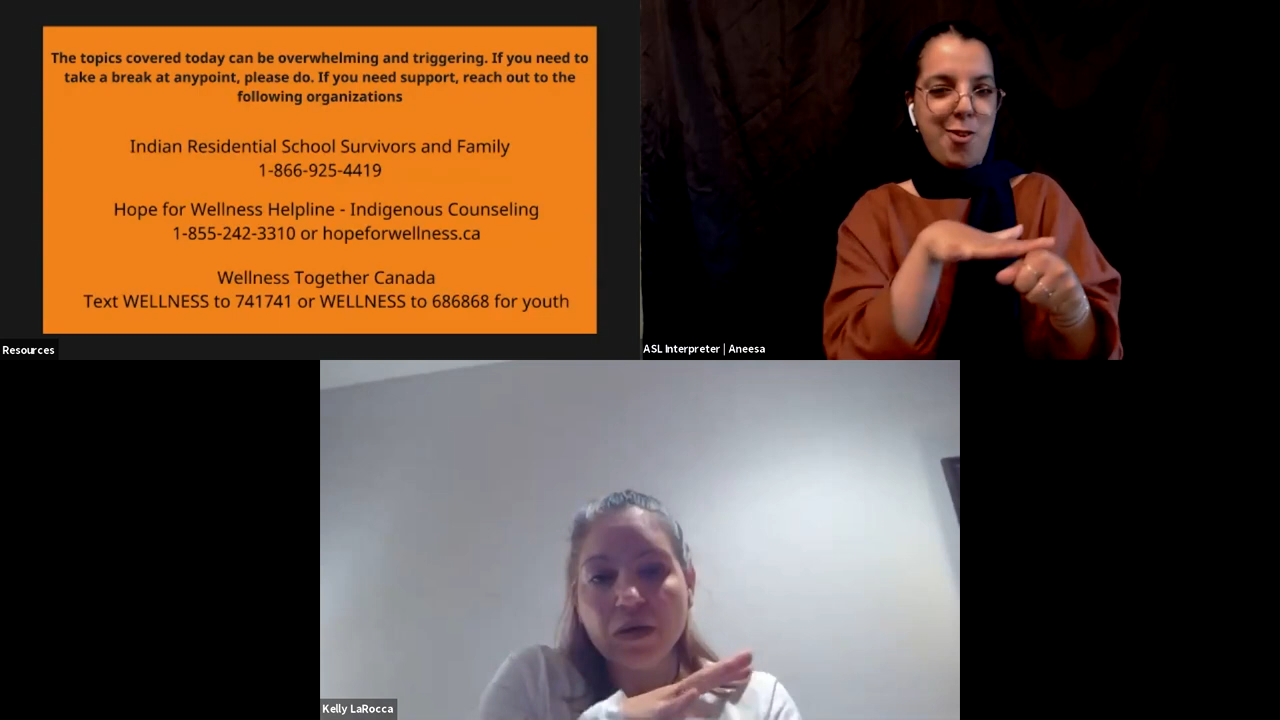 The topics covered today can be overwhelming and triggering. If you need to
take a break at anypoint, please do. If you need support, reach out to the
following organizations
Indian Residential School Survivors and Family
1-866-925-4419
Hope for Wellness Helpline - Indigenous Counseling
1-855-242-3310 or hopeforwellness.ca
Wellness Together Canada
Text WELLNESS to 741741 or WELLNESS to 686868 for youth
Resources
ASL Interpreter | Aneesa
Kelly LaRocca